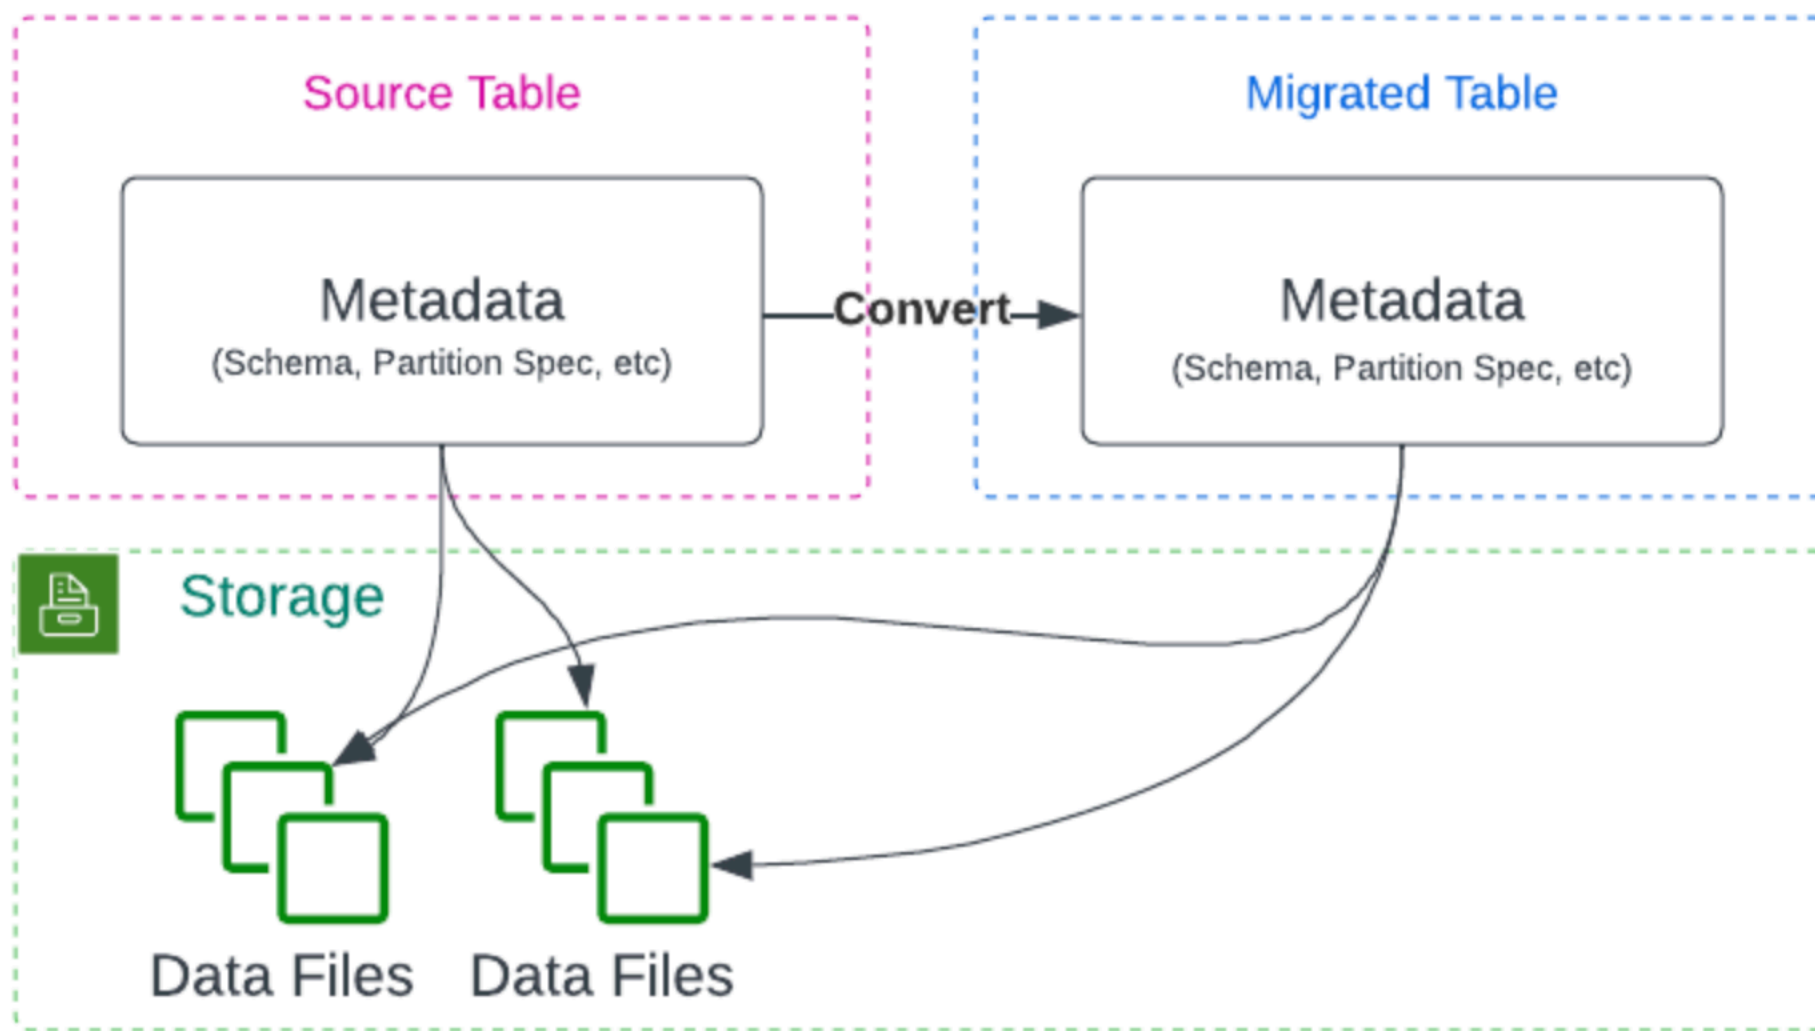 Source Table
Migrated Table
Metadata
(Schema, Partition Spec, etc)
Convert
Metadata
(Schema, Partition Spec, etc)
Storage
Data Files
Data Files